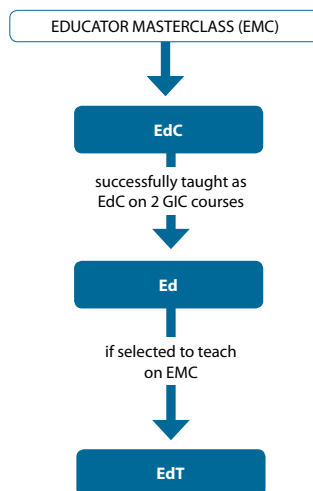 EDUCATOR MASTERCLASS (EMC)
EdC
successfully taught as
EdC on 2 GIC courses
Ed
if selected to teach
on EMC
EdT